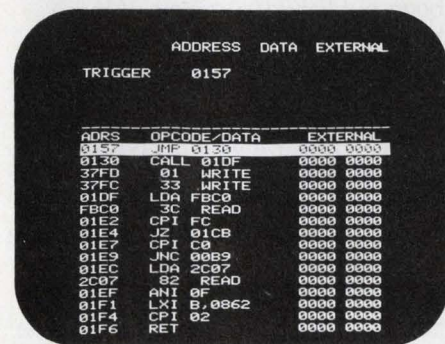 ADDRESS DATA EXTERNAL
TRIGGER 0157
ADRS OPCODE/DATA EXTERNAL
0157 JMP 0130 0000 0000
0130 CALL 01DF 0000 0000
37FD 01 WRITE 0000 0000
37FC 33 WRITE 0000 0000
01DF LDA FBC0 0000 0000
FBC0 3C READ 0000 0000
01E2 CPI FC 0000 0000
01E4 JZ 01CB 0000 0000
01E7 CPI C0 0000 0000
01E9 JNC 00B9 0000 0000
01EC LDA 2C07 0000 0000
2C07 82 READ 0000 0000
01EF ANI 0F 0000 0000
01F1 LXI B,0862 0000 0000
01F4 CPI 02 0000 0000
01F6 RET 0000 0000